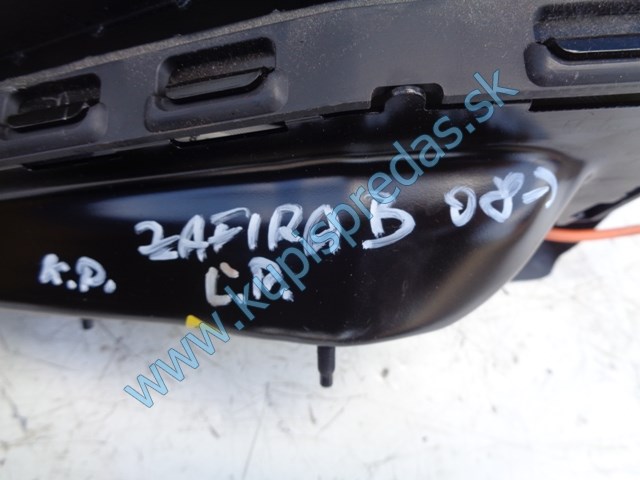 ZAFIRA B 08->
K.P. Ľ.P.
www.kupispredas.sk